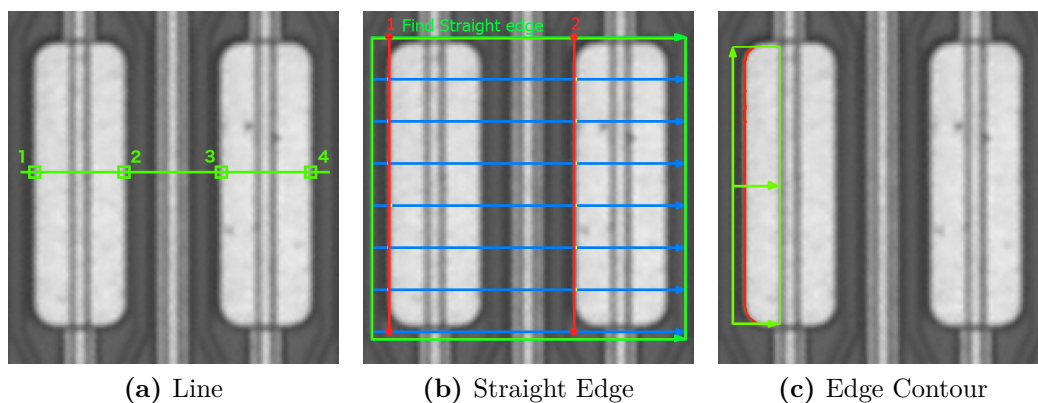 1 2 3 4
1 Find Straight edge 2
(a) Line
(b) Straight Edge
(c) Edge Contour